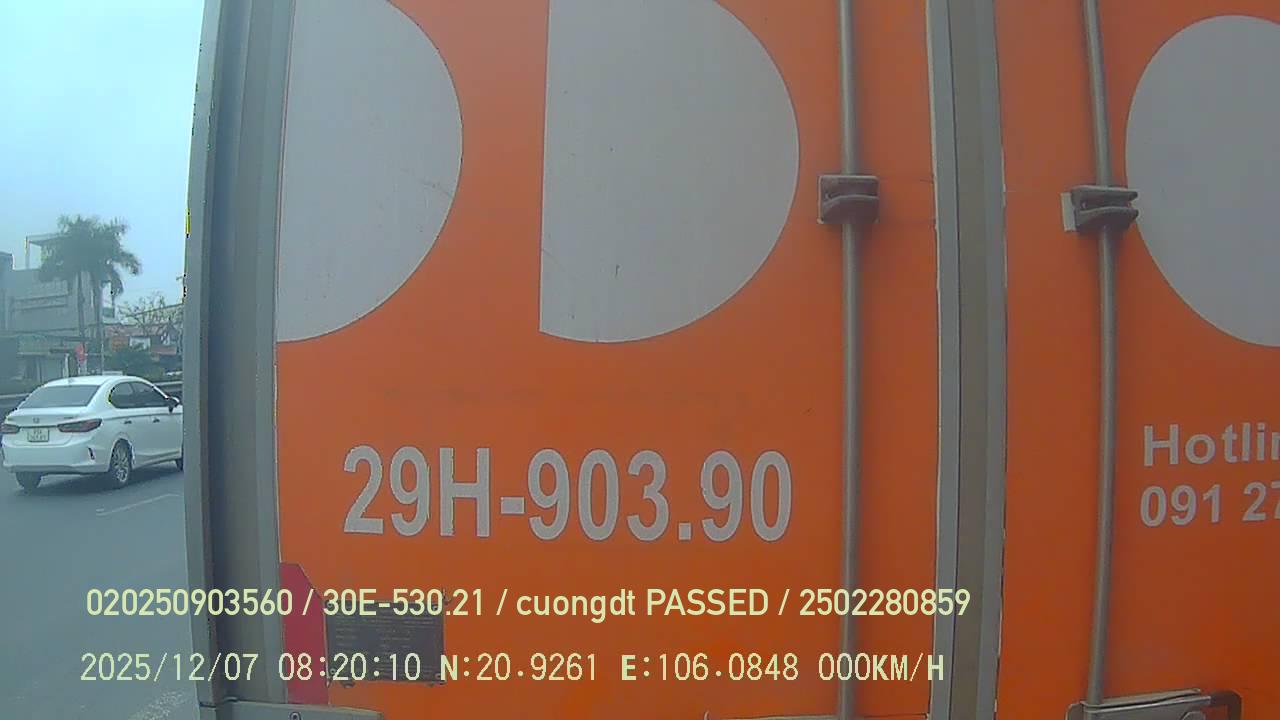 29H-903.90
Hotli
091 27
020250903560 / 30E-530.21 / cuongdt PASSED / 2502280859
2025/12/07 08:20:10 N:20.9261 E:106.0848 000KM/H